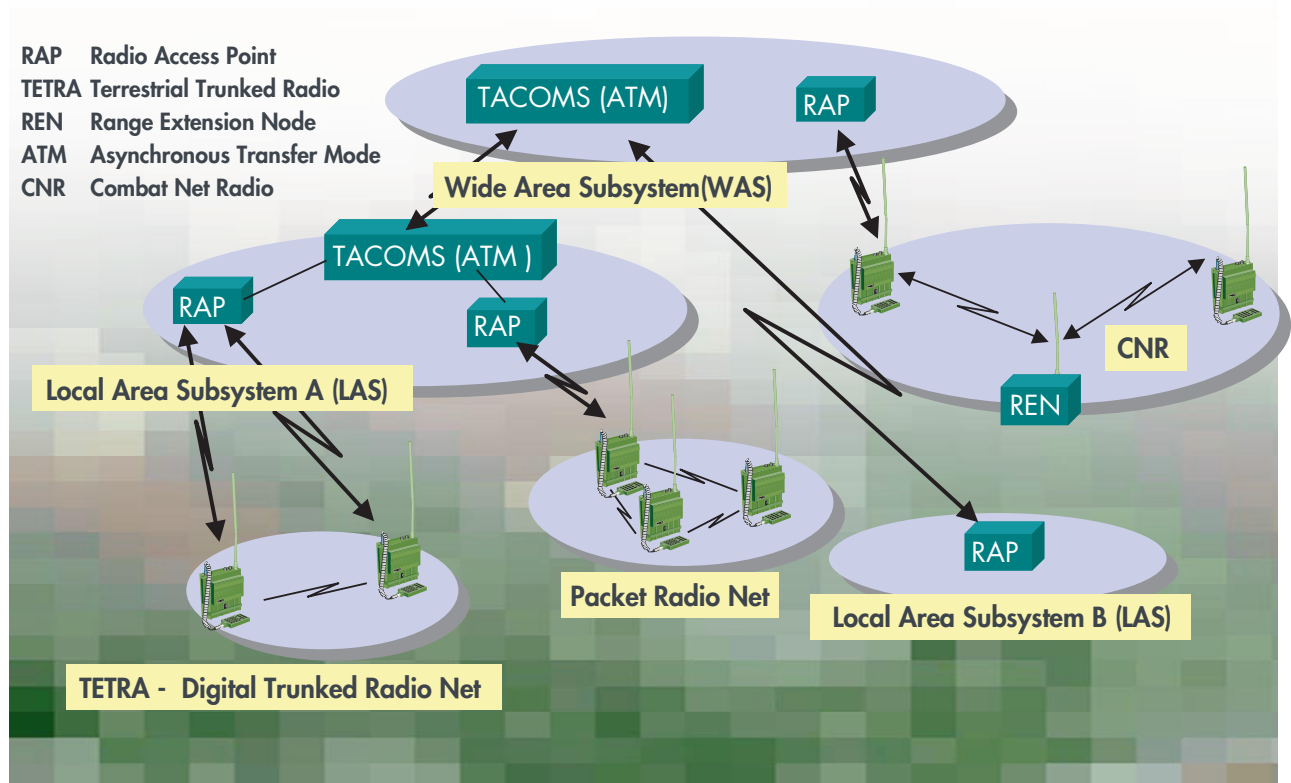 RAP Radio Access Point
TETRA Terrestrial Trunked Radio
REN Range Extension Node
ATM Asynchronous Transfer Mode
CNR Combat Net Radio
TACOMS (ATM)
RAP
Wide Area Subsystem(WAS)
TACOMS (ATM )
RAP
RAP
CNR
Local Area Subsystem A (LAS)
REN
RAP
Packet Radio Net
Local Area Subsystem B (LAS)
TETRA - Digital Trunked Radio Net